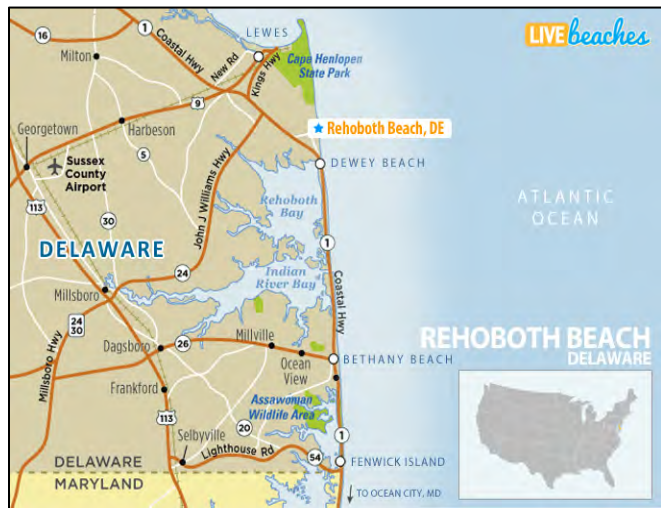 16
1
Coastal Hwy
LEWES
LIVE beaches
Milton
New Rd
Kings Hwy
Cape Henlopen
State Park
9
Harbeson
Georgetown
Rehoboth Beach, DE
5
Sussex
County
Airport
DEWEY BEACH
John J Williams Hwy
Rehoboth
Bay
ATLANTIC
OCEAN
113
30
DELAWARE
1
24
Indian
River Bay
Coastal Hwy
Millsboro
24
30
Millsboro Hwy
Dagsboro
26
Millville
Ocean
View
BETHANY BEACH
REHOBOTH BEACH
DELAWARE
Frankford
Assawoman
Wildlife Area
113
20
1
Selbyville
Lighthouse Rd
54
FENWICK ISLAND
DELAWARE
MARYLAND
TO OCEAN CITY, MD